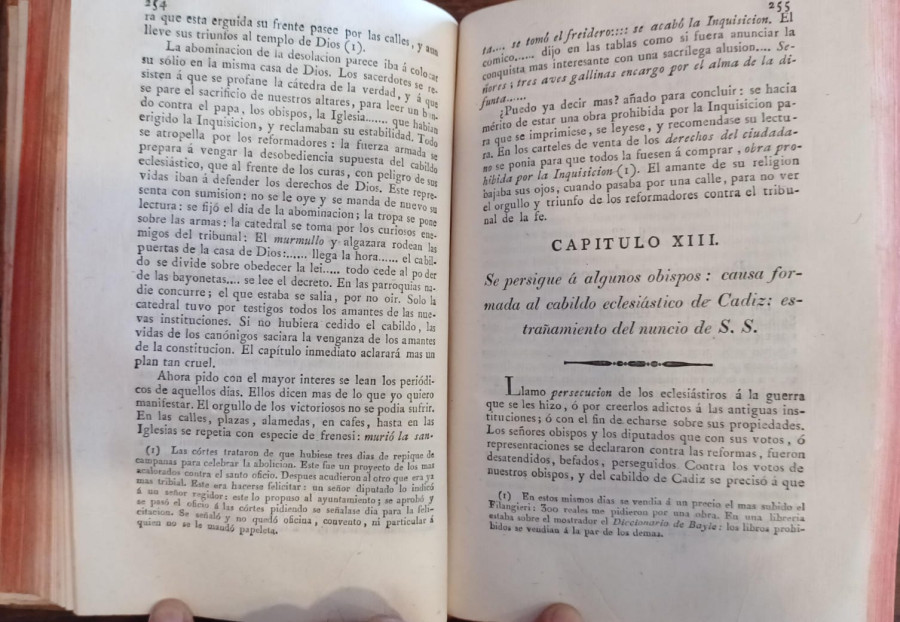 254
ra que esta erguida su frente pasee por las calles, y aun
lleve sus triunfos al templo de Dios (1).
La abominacion de la desolacion parece iba á colocar
su sólio en la misma casa de Dios. Los sacerdotes se re-
sisten á que se profane la cátedra de la verdad, y á que
se pare el sacrificio de nuestros altares, para leer un ban-
do contra el papa, los obispos, la Iglesia....... que habian
erigido la Inquisicion, y reclamaban su estabilidad. Todo
se atropella por los reformadores: la fuerza armada se
prepara á vengar la desobediencia supuesta del cabildo
eclesiástico, que al frente de los curas, con peligro de sus
vidas iban á defender los derechos de Dios. Este repre-
senta con sumision: no se le oye y se manda de nuevo su
lectura: se fijó el dia de la abominacion; la tropa se pone
sobre las armas: la catedral se toma por los curiosos ene-
migos del tribunal: El murmullo y algazara rodean las
puertas de la casa de Dios:...... llega la hora...... el cabil-
do se divide sobre obedecer la lei..... todo cede al poder
de las bayonetas.... se lee el decreto. En las parroquias na-
die concurre; el que estaba se salia, por no oir. Solo la
catedral tuvo por testigos todos los amantes de las nue-
vas instituciones. Si no hubiera cedido el cabildo, las
vidas de los canónigos saciara la venganza de los amantes
de la constitucion. El capítulo inmediato aclarará mas un
plan tan cruel.
Ahora pido con el mayor interes se lean los periódi-
cos de aquellos dias. Ellos dicen mas de lo que yo quiero
manifestar. El orgullo de los victoriosos no se podia sufrir.
En las calles, plazas, alamedas, en cafes, hasta en las
Iglesias se repetia con especie de frenesí: murió la san-
(1) Las córtes trataron de que hubiese tres dias de repique de
campanas para celebrar la abolicion. Este fue un proyecto de los mas
acalorados contra el santo oficio. Despues acudieron al otro que era ya
mas tribial. Este era hacerse felicitar: un señor diputado lo indicó
á un señor regidor: este lo propuso al ayuntamiento; se aprobó y
se pasó el oficio á las córtes pidiendo se señalase dia para la feli-
citacion. Se señaló y no quedó oficina, convento, ni particular á
quien no se le mandó papeleta.
255
ta.... se tomó el freidero:::: se acabó la Inquisicion. El
cómico..... dijo en las tablas como si fuera anunciar la
conquista mas interesante con una sacrílega alusion.... Se-
ñores; tres aves gallinas encargo por el alma de la di-
funta......
¿Puedo ya decir mas? añado para concluir: se hacia
mérito de estar una obra prohibida por la Inquisicion pa-
ra que se imprimiese, se leyese, y recomendase su lectu-
ra. En los carteles de venta de los derechos del ciudada-
no se ponia para que todos la fuesen á comprar, obra pro-
hibida por la Inquisicion (1). El amante de su religion
bajaba sus ojos, cuando pasaba por una calle, para no ver
el orgullo y triunfo de los reformadores contra el tribu-
nal de la fe.
CAPITULO XIII.
Se persigue á algunos obispos: causa for-
mada al cabildo eclesiástico de Cadiz: es-
trañamiento del nuncio de S. S.
Llamo persecucion de los eclesiástiros á la guerra
que se les hizo, ó por creerlos adictos á las antiguas ins-
tituciones; ó con el fin de echarse sobre sus propiedades.
Los señores obispos y los diputados que con sus votos, ó
representaciones se declararon contra las reformas, fueron
desatendidos, befados, perseguidos. Contra los votos de
nuestros obispos, y del cabildo de Cadiz se precisó á que
(1) En estos mismos dias se vendia á un precio el mas subido el
Filangieri: 300 reales me pidieron por una obra. En una libreria
estaba sobre el mostrador el Diccionario de Bayle: los libros prohi-
bidos se vendian á la par de los demas.